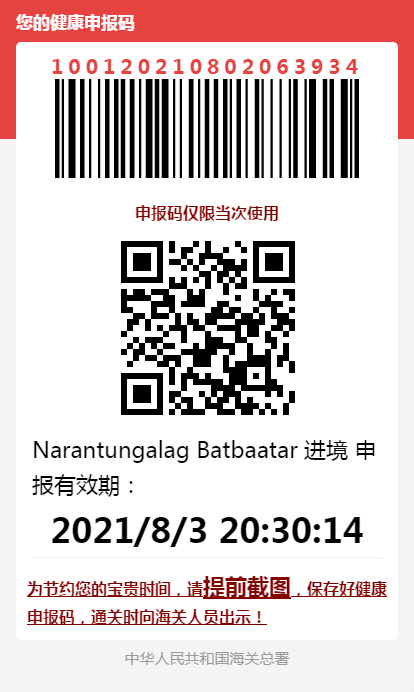 您的健康申报码
100120210802063934
申报码仅限当次使用
Narantungalag Batbaatar 进境 申
报有效期：
2021/8/3 20:30:14
为节约您的宝贵时间，请提前截图，保存好健康
申报码，通关时向海关人员出示！
中华人民共和国海关总署